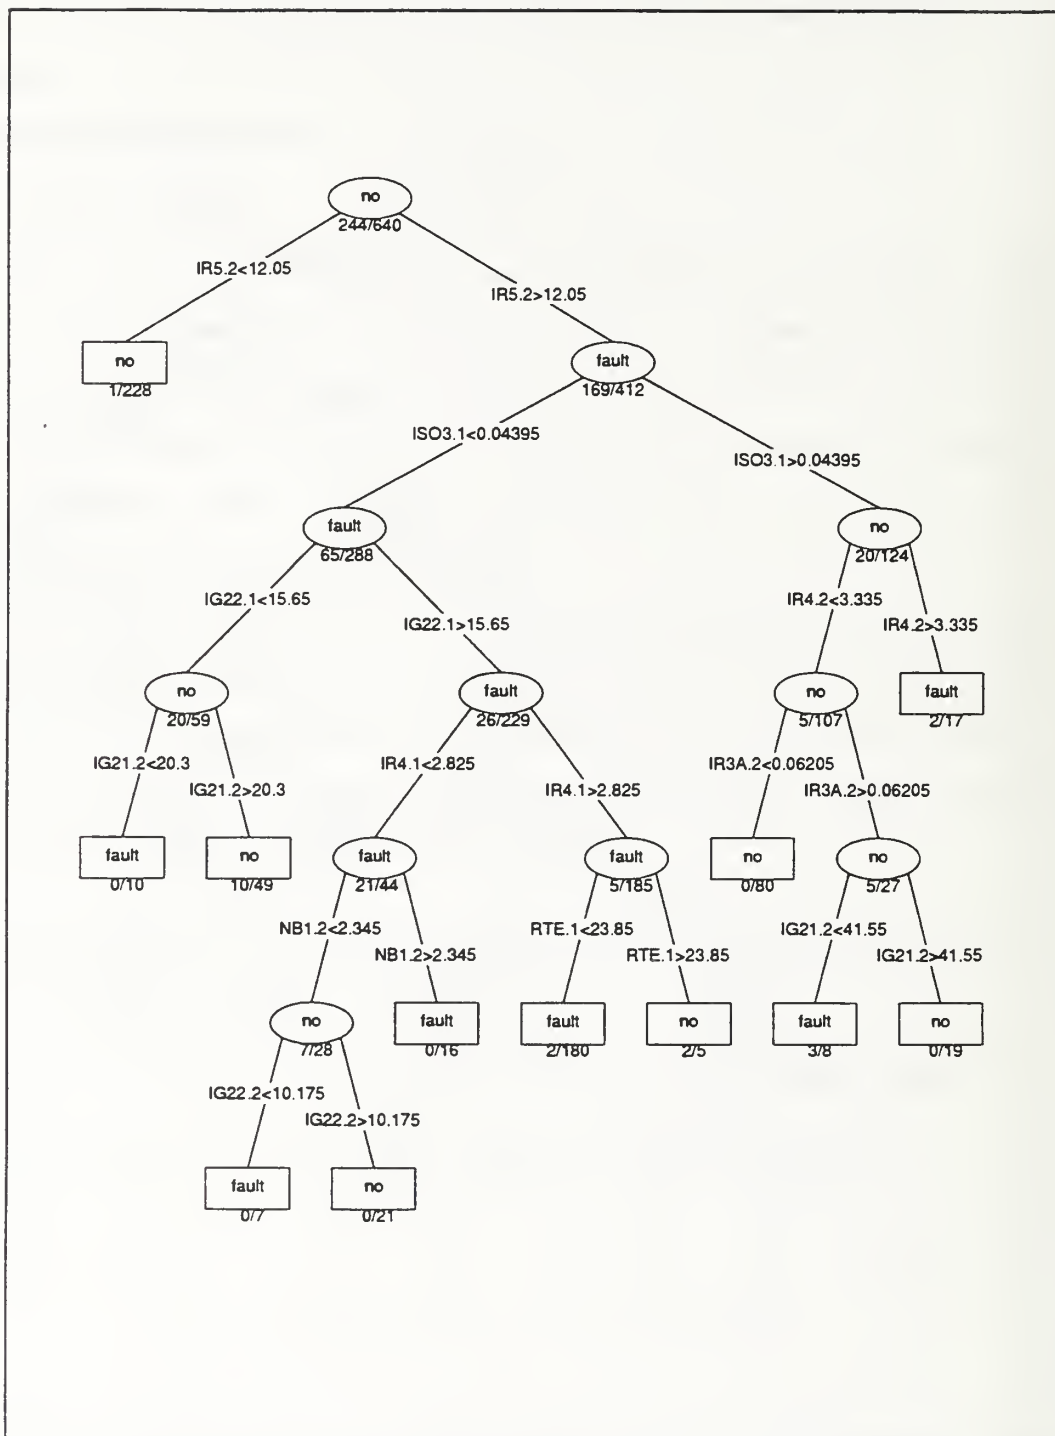 no
244/640
IR5.2<12.05
IR5.2>12.05
no
1/228
fault
169/412
ISO3.1<0.04395
ISO3.1>0.04395
fault
65/288
no
20/124
IG22.1<15.65
IG22.1>15.65
IR4.2<3.335
IR4.2>3.335
no
20/59
fault
26/229
no
5/107
fault
2/17
IG21.2<20.3
IG21.2>20.3
IR4.1<2.825
IR4.1>2.825
IR3A.2<0.06205
IR3A.2>0.06205
fault
0/10
no
10/49
fault
21/44
fault
5/185
no
0/80
no
5/27
NB1.2<2.345
NB1.2>2.345
RTE.1<23.85
RTE.1>23.85
IG21.2<41.55
IG21.2>41.55
no
7/28
fault
0/16
fault
2/180
no
2/5
fault
3/8
no
0/19
IG22.2<10.175
IG22.2>10.175
fault
0/7
no
0/21